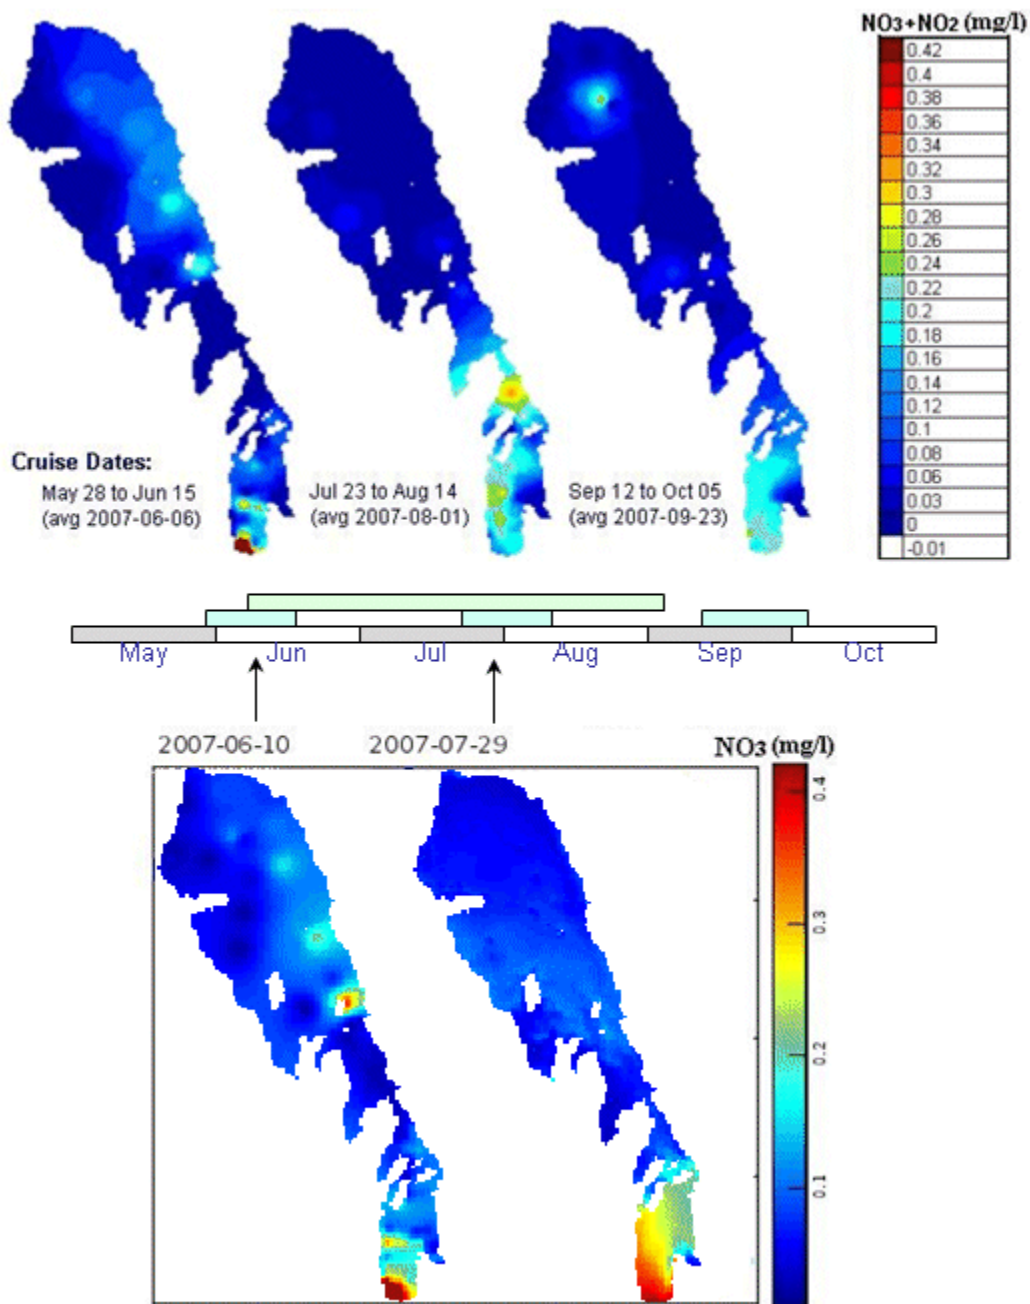 NO3+NO2 (mg/l)
0.42
0.4
0.38
0.36
0.34
0.32
0.3
0.28
0.26
0.24
0.22
0.2
0.18
0.16
0.14
0.12
0.1
0.08
0.06
0.03
0
-0.01
Cruise Dates:
May 28 to Jun 15
(avg 2007-06-06)
Jul 23 to Aug 14
(avg 2007-08-01)
Sep 12 to Oct 05
(avg 2007-09-23)
May Jun Jul Aug Sep Oct
2007-06-10 2007-07-29 NO3 (mg/l)
0.4
0.3
0.2
0.1